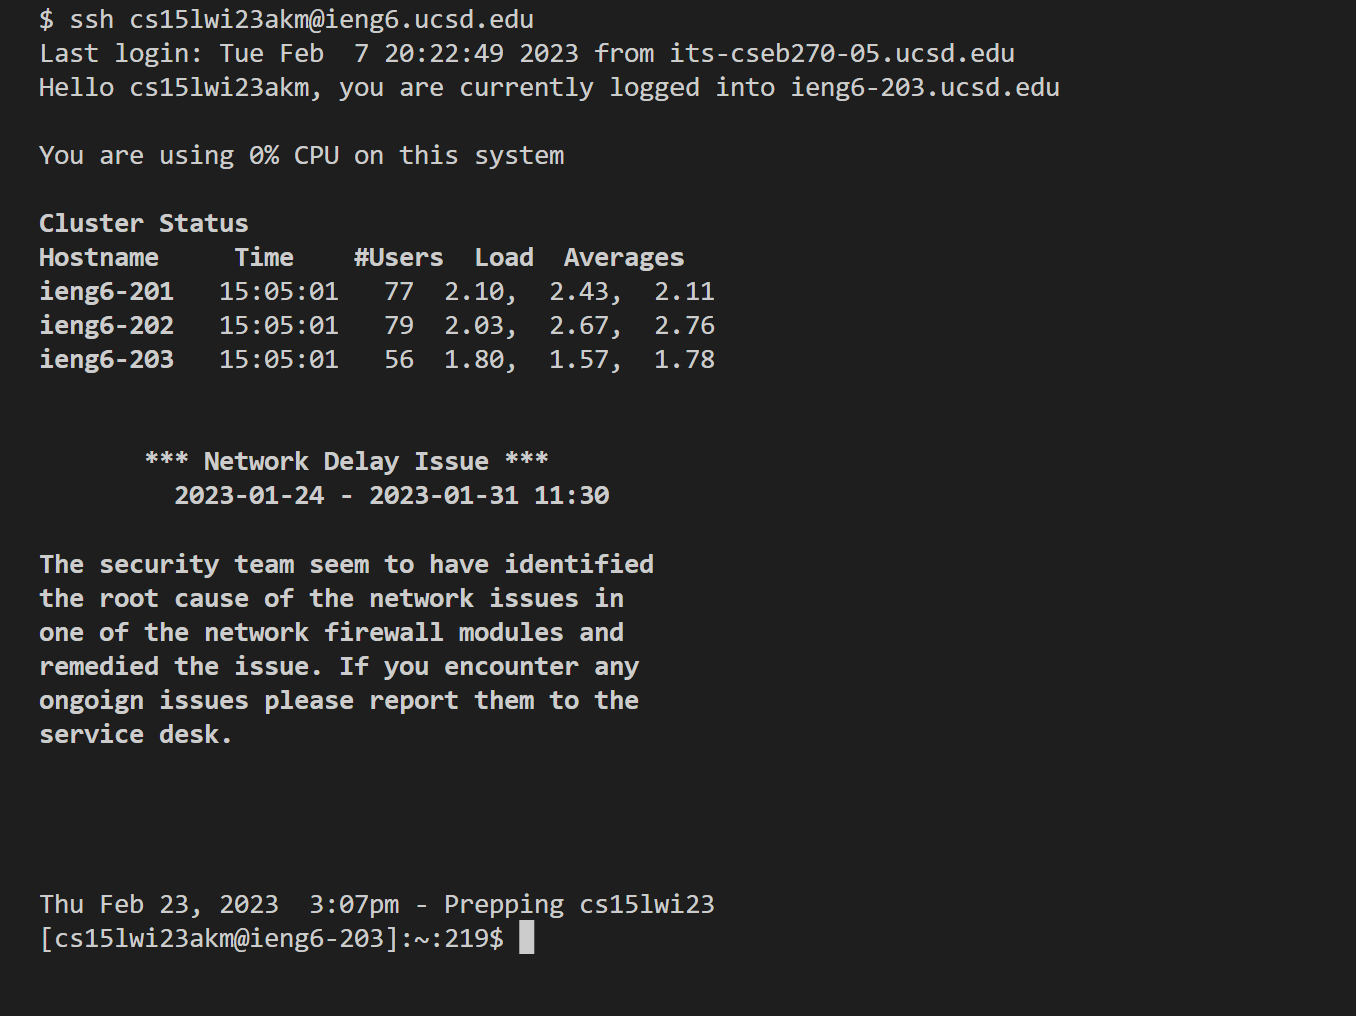 $ ssh cs15lwi23akm@ieng6.ucsd.edu
Last login: Tue Feb  7 20:22:49 2023 from its-cseb270-05.ucsd.edu
Hello cs15lwi23akm, you are currently logged into ieng6-203.ucsd.edu
You are using 0% CPU on this system
Cluster Status
Hostname     Time    #Users  Load  Averages
ieng6-201   15:05:01   77  2.10,  2.43,  2.11
ieng6-202   15:05:01   79  2.03,  2.67,  2.76
ieng6-203   15:05:01   56  1.80,  1.57,  1.78
*** Network Delay Issue ***
2023-01-24 - 2023-01-31 11:30
The security team seem to have identified
the root cause of the network issues in
one of the network firewall modules and
remedied the issue. If you encounter any
ongoign issues please report them to the
service desk.
Thu Feb 23, 2023  3:07pm - Prepping cs15lwi23
[cs15lwi23akm@ieng6-203]:~:219$